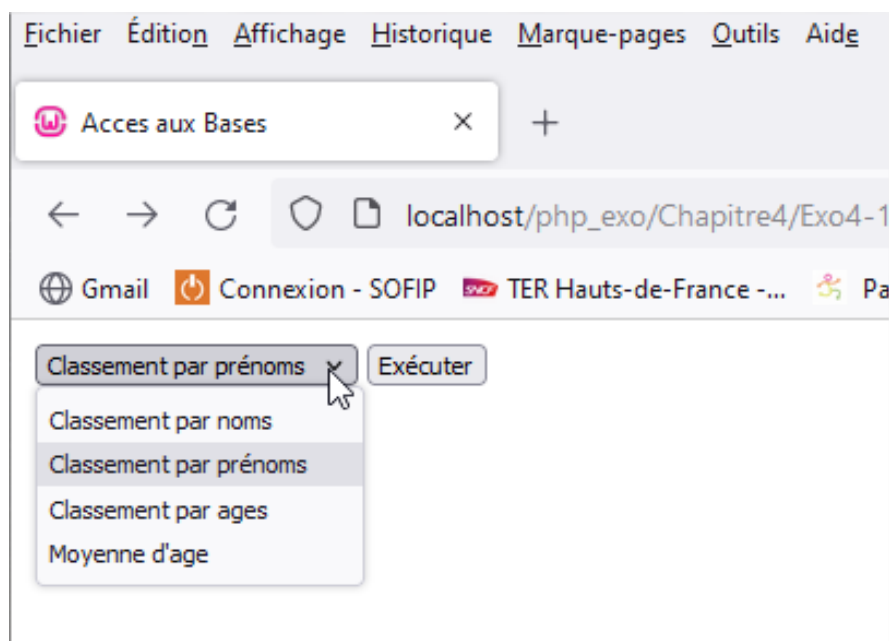 Fichier Édition Affichage Historique Marque-pages Outils Aide
Acces aux Bases
localhost/php_exo/Chapitre4/Exo4-1
Gmail Connexion - SOFIP SNCF TER Hauts-de-France -... Pa
Classement par prénoms Exécuter
Classement par noms
Classement par prénoms
Classement par ages
Moyenne d'age